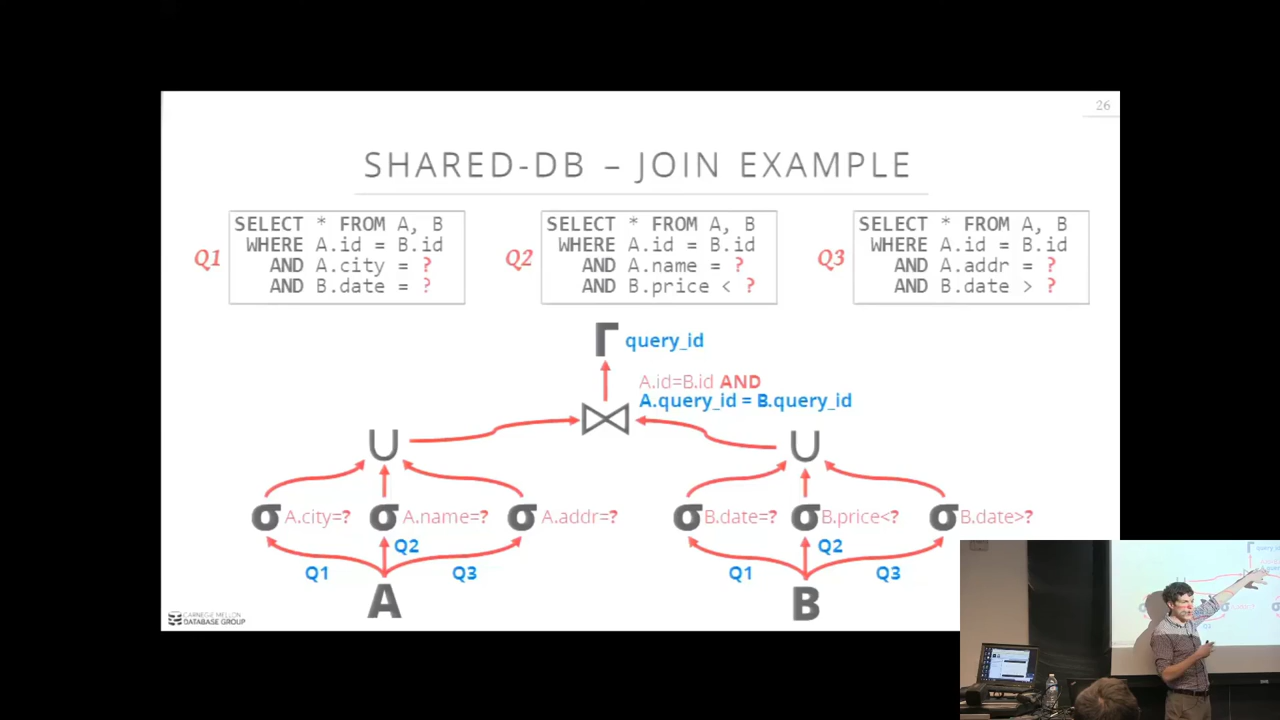 26
SHARED-DB – JOIN EXAMPLE
Q1
SELECT * FROM A, B
WHERE A.id = B.id
AND A.city = ?
AND B.date = ?
Q2
SELECT * FROM A, B
WHERE A.id = B.id
AND A.name = ?
AND B.price < ?
Q3
SELECT * FROM A, B
WHERE A.id = B.id
AND A.addr = ?
AND B.date > ?
Γ query_id
A.id=B.id AND
A.query_id = B.query_id
⋈
∪ ∪
σ A.city=? σ A.name=? σ A.addr=? σ B.date=? σ B.price<? σ B.date>?
Q1 Q2 Q3 Q1 Q2 Q3
A B
CARNEGIE MELLON
DATABASE GROUP